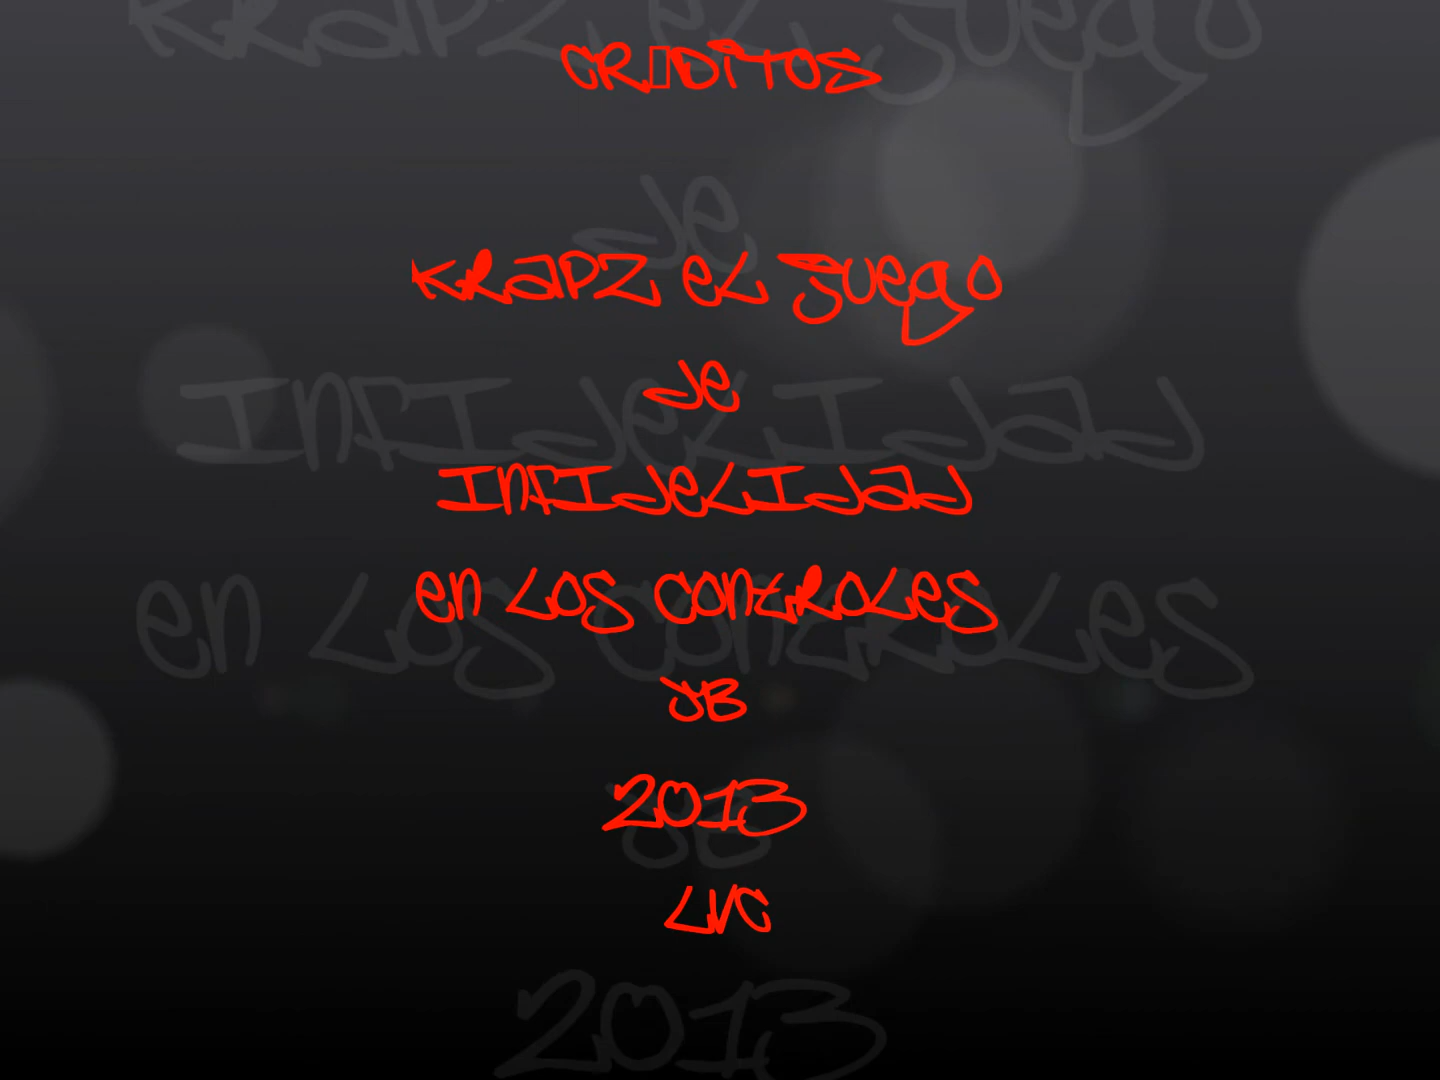 CR▯DITOS
KRAPZ EL JUEGO
DE
INFIDELIDAD
EN LOS CONTROLES
JB
2013
LVC